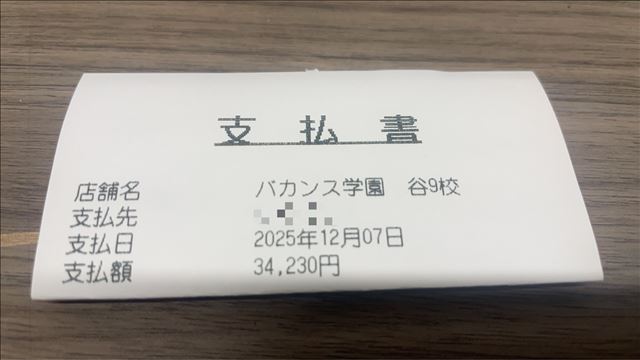 支払書
店舗名 バカンス学園 谷9校
支払先
支払日 2025年12月07日
支払額 34,230円